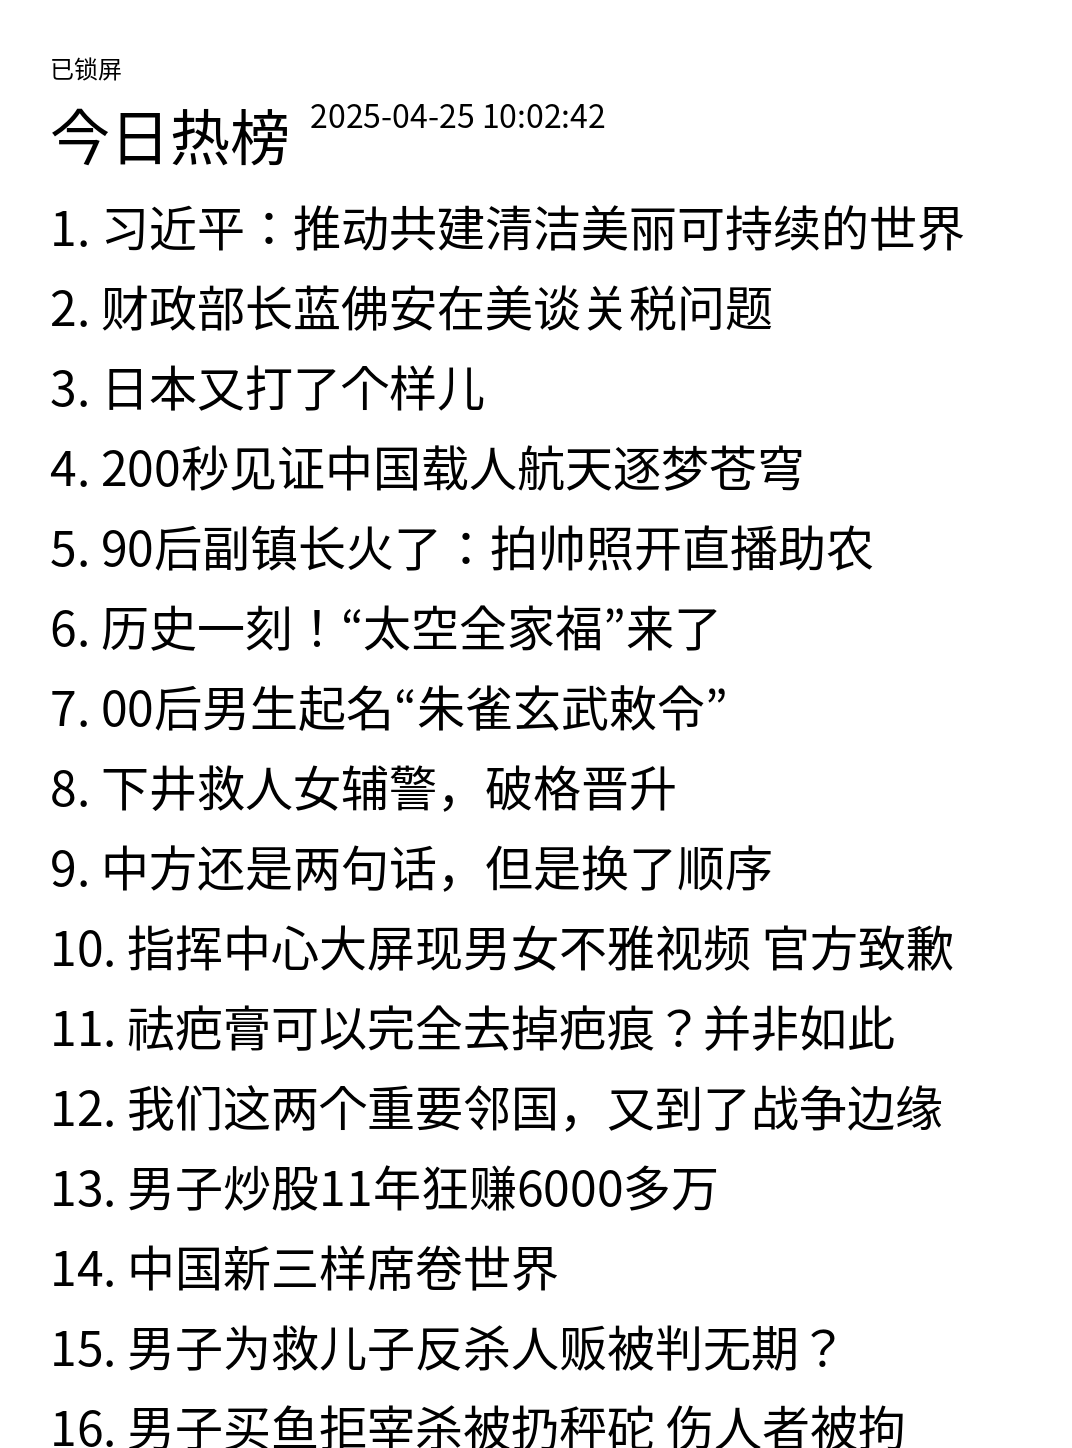 已锁屏
今日热榜 2025-04-25 10:02:42
1. 习近平：推动共建清洁美丽可持续的世界
2. 财政部长蓝佛安在美谈关税问题
3. 日本又打了个样儿
4. 200秒见证中国载人航天逐梦苍穹
5. 90后副镇长火了：拍帅照开直播助农
6. 历史一刻！“太空全家福”来了
7. 00后男生起名“朱雀玄武敕令”
8. 下井救人女辅警，破格晋升
9. 中方还是两句话，但是换了顺序
10. 指挥中心大屏现男女不雅视频 官方致歉
11. 祛疤膏可以完全去掉疤痕？并非如此
12. 我们这两个重要邻国，又到了战争边缘
13. 男子炒股11年狂赚6000多万
14. 中国新三样席卷世界
15. 男子为救儿子反杀人贩被判无期？
16. 男子买鱼拒宰杀被扔秤砣 伤人者被拘